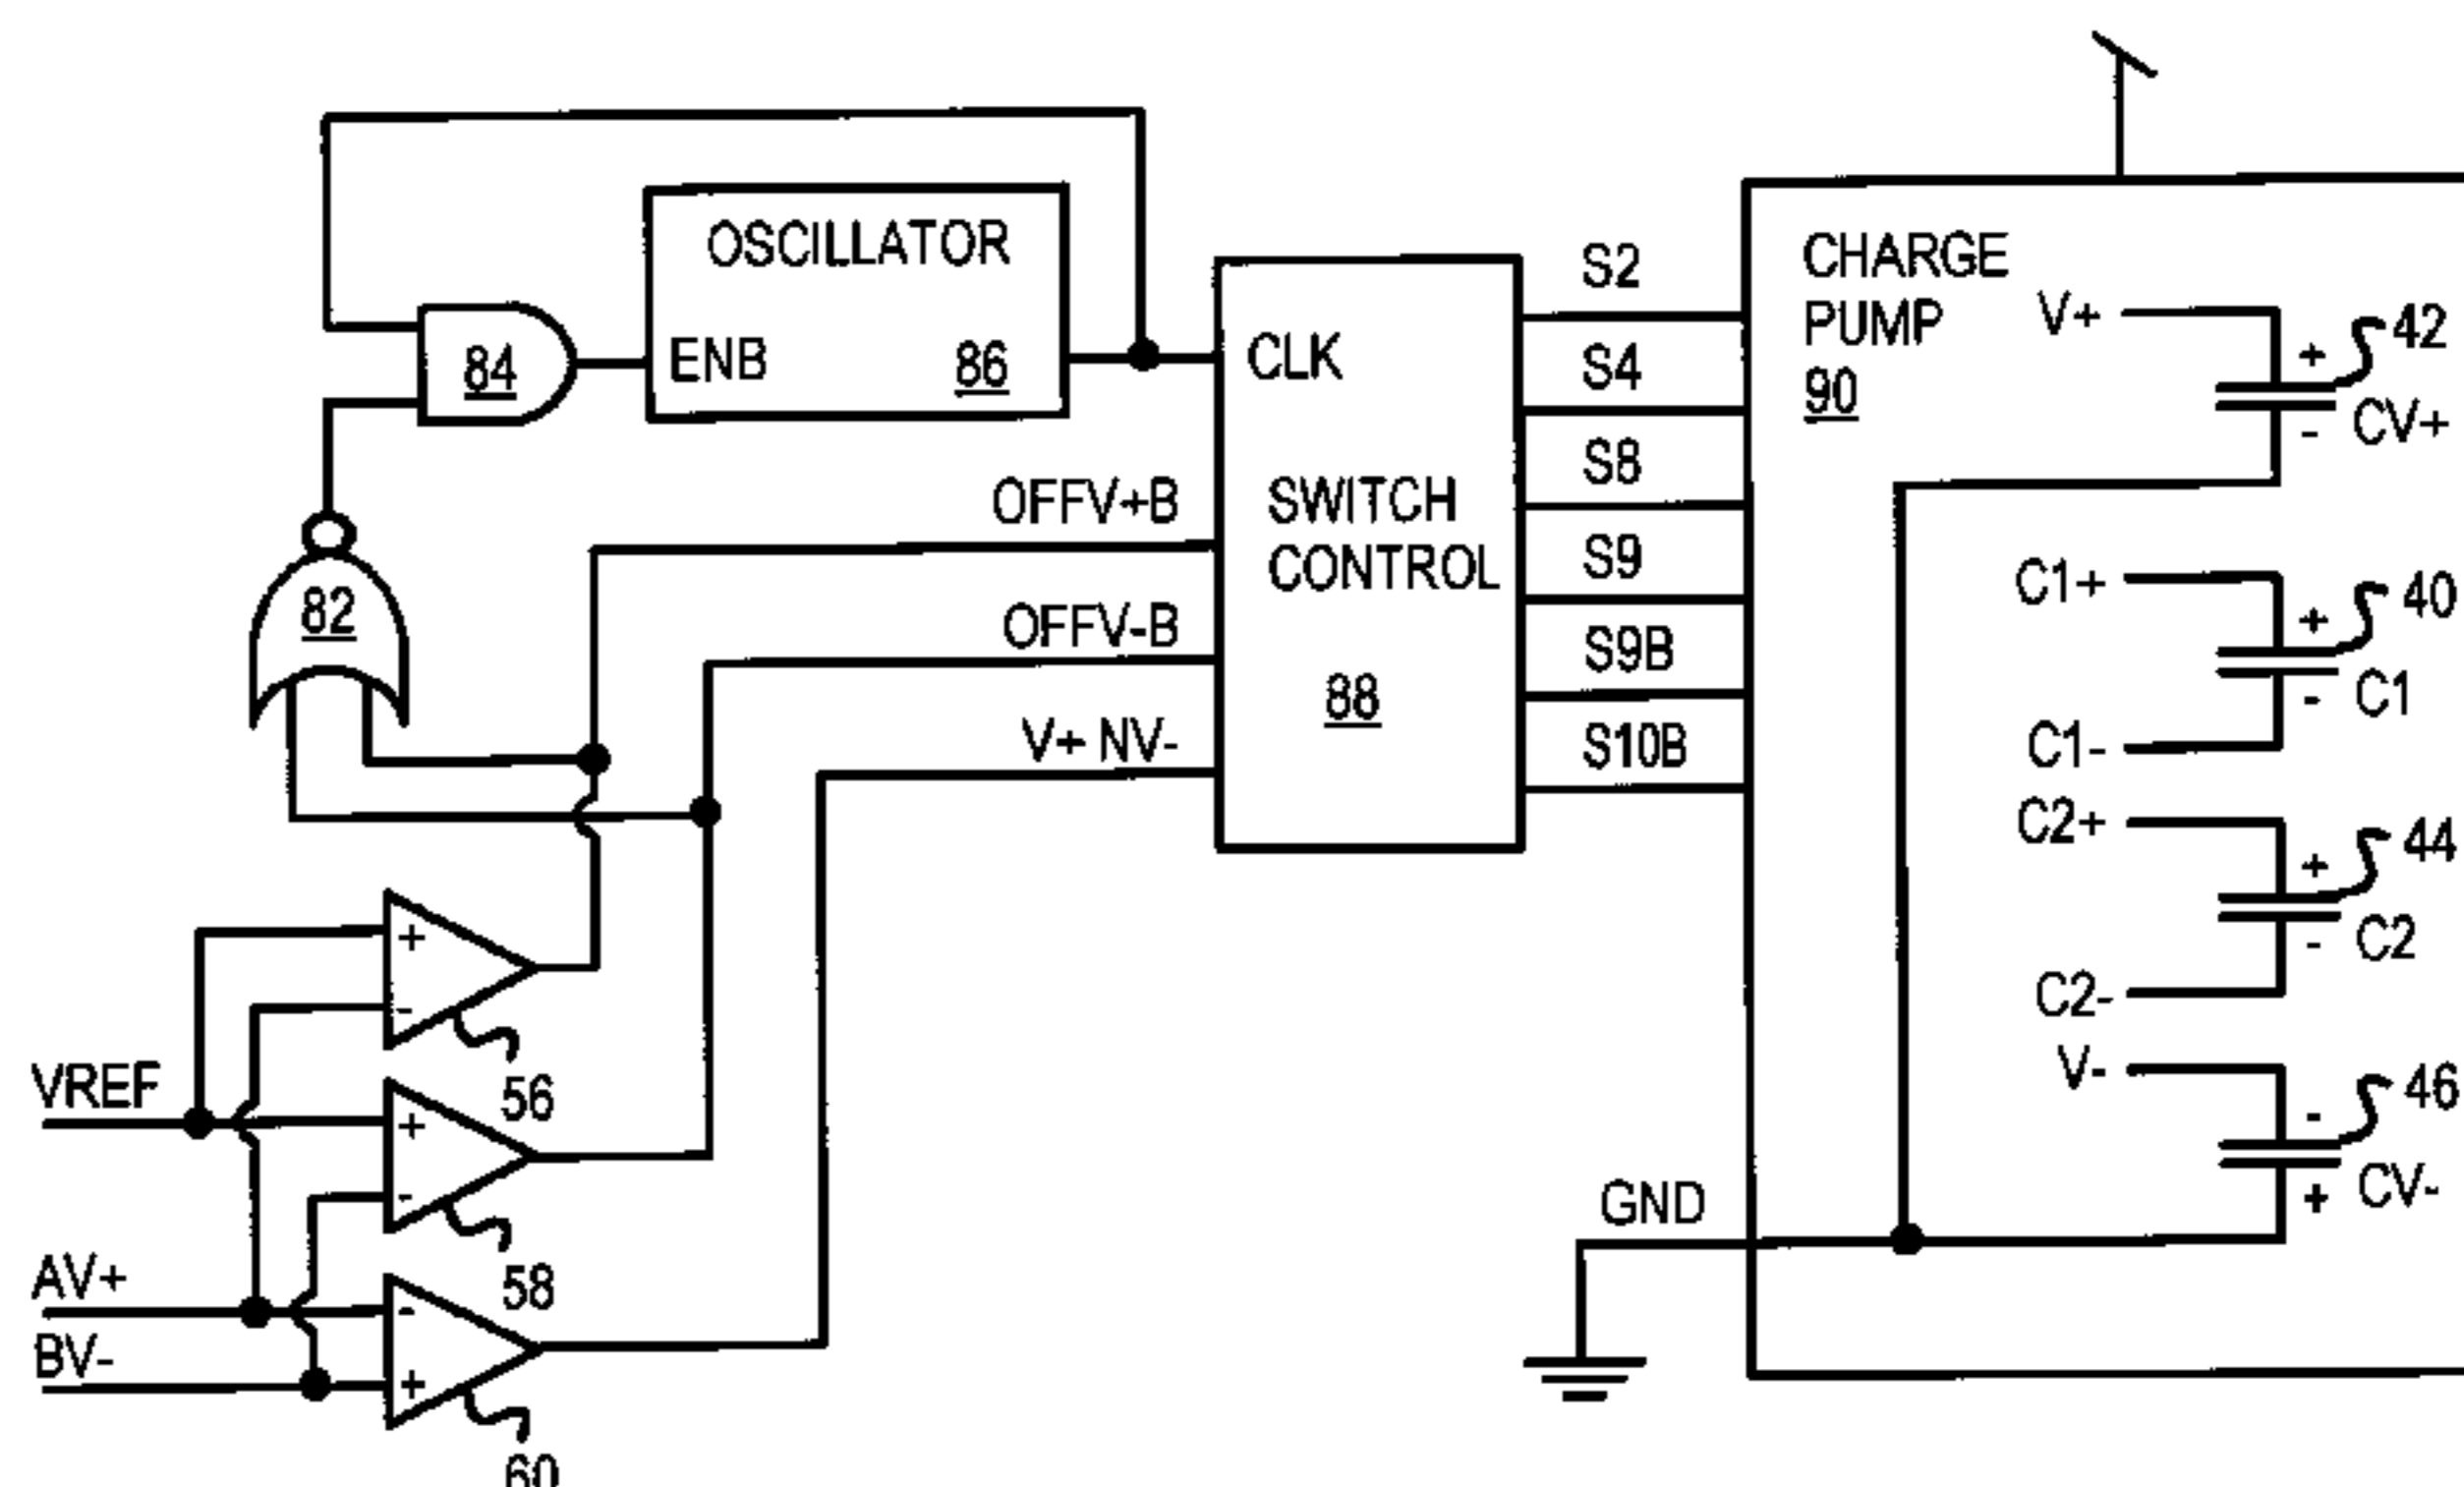 OSCILLATOR
ENB
86
84
82
CLK
SWITCH
CONTROL
88
OFFV+B
OFFV-B
V+ NV-
S2
S4
S8
S9
S9B
S10B
CHARGE
PUMP
90
V+
+
42
-
CV+
C1+
+
40
-
C1
C1-
C2+
+
44
-
C2
C2-
V-
-
46
+
CV-
GND
VREF
+
-
56
+
-
58
AV+
BV-
-
+
60